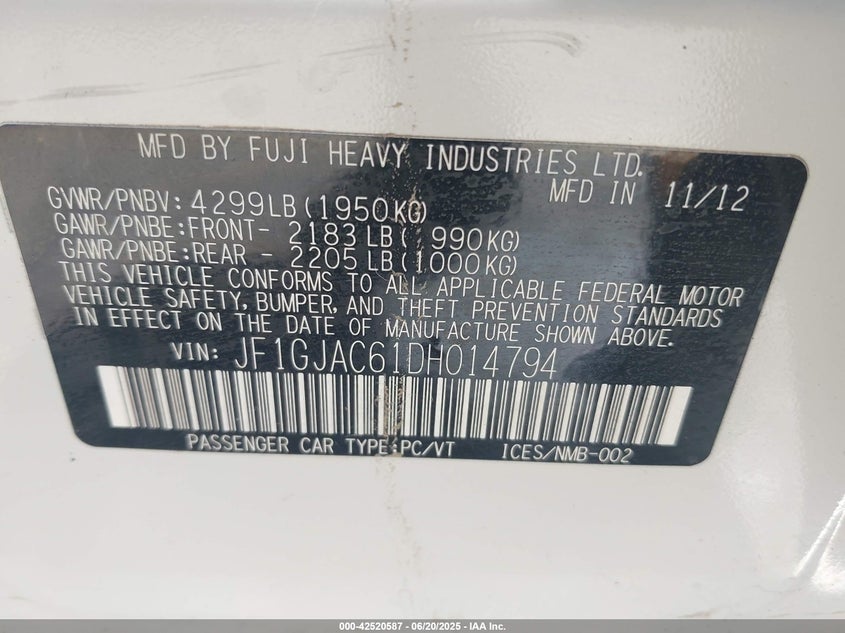 MFD BY FUJI HEAVY INDUSTRIES LTD.
MFD IN 11/12
GVWR/PNBV: 4299LB(1950KG)
GAWR/PNBE:FRONT- 2183LB( 990KG)
GAWR/PNBE:REAR - 2205LB(1000KG)
THIS VEHICLE CONFORMS TO ALL APPLICABLE FEDERAL MOTOR
VEHICLE SAFETY, BUMPER, AND THEFT PREVENTION STANDARDS
IN EFFECT ON THE DATE OF MANUFACTURE SHOWN ABOVE.
VIN: JF1GJAC61DH014794
PASSENGER CAR TYPE:PC/VT ICES/NMB-002
000-42520587 - 06/20/2025 - IAA Inc.